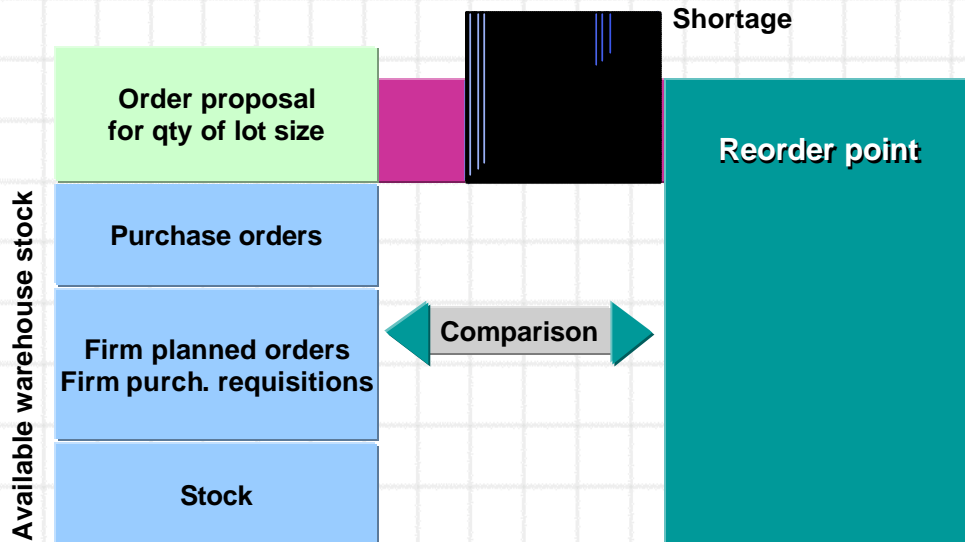 Shortage
Order proposal
for qty of lot size
Reorder point
Purchase orders
Comparison
Firm planned orders
Firm purch. requisitions
Stock
Available warehouse stock